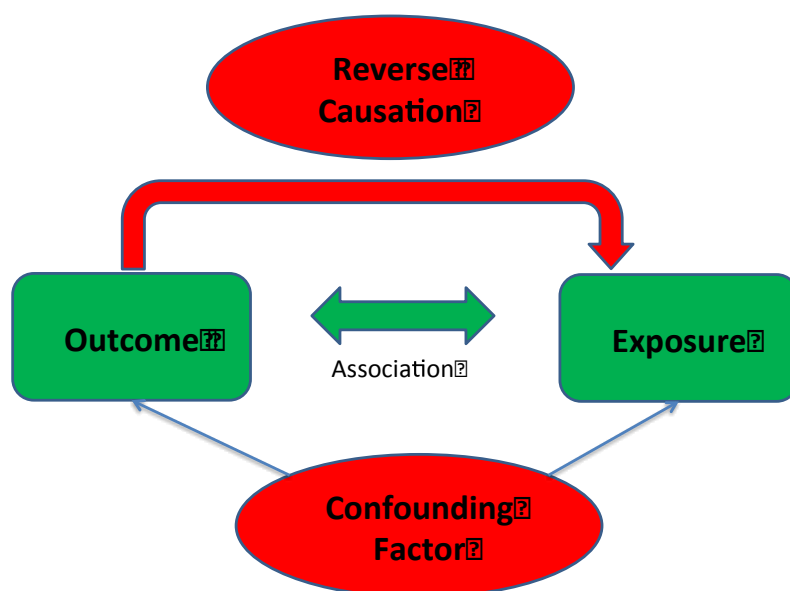 Reverse
Causation
Outcome
Exposure
Association
Confounding
Factor